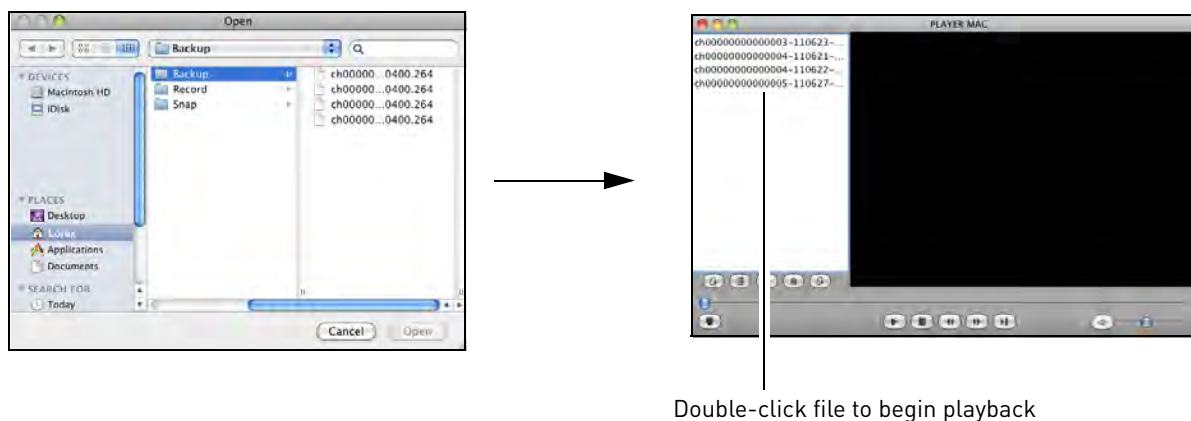 Open
Backup
DEVICES
Macintosh HD
iDisk
PLACES
Desktop
Lorex
Applications
Documents
SEARCH FOR
Today
Backup
Record
Snap
ch00000...0400.264
ch00000...0400.264
ch00000...0400.264
ch00000...0400.264
Cancel
Open
PLAYER MAC
ch00000000000003-110623-...
ch00000000000004-110621-...
ch00000000000004-110622-...
ch00000000000005-110627-...
Double-click file to begin playback